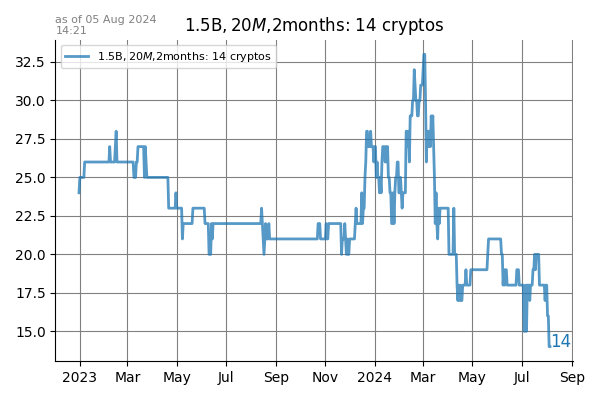 as of 05 Aug 2024
14:21
1.5B, 20M,2months: 14 cryptos
1.5B, 20M,2months: 14 cryptos
32.5
30.0
27.5
25.0
22.5
20.0
17.5
15.0
14
2023 Mar May Jul Sep Nov 2024 Mar May Jul Sep